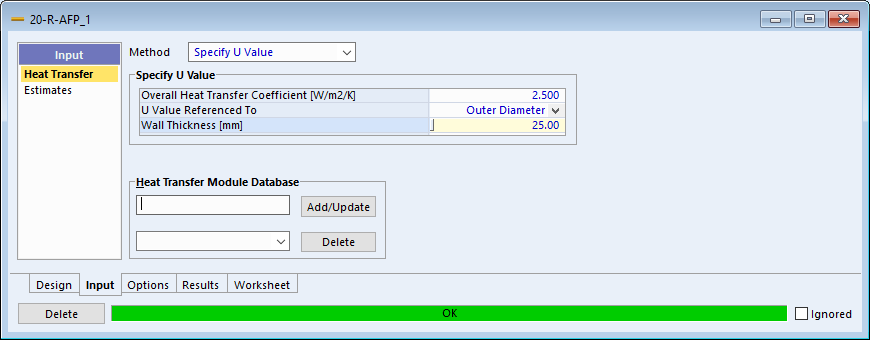 20-R-AFP_1
Input
Heat Transfer
Estimates
Method Specify U Value
Specify U Value
Overall Heat Transfer Coefficient [W/m2/K] 2.500
U Value Referenced To Outer Diameter
Wall Thickness [mm] 25.00
Heat Transfer Module Database
Add/Update
Delete
Design Input Options Results Worksheet
Delete OK Ignored